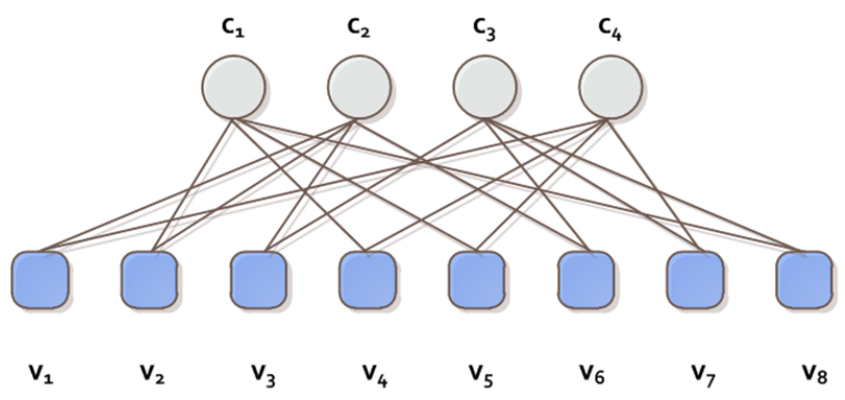 C₁ C₂ C₃ C₄
V₁ V₂ V₃ V₄ V₅ V₆ V₇ V₈